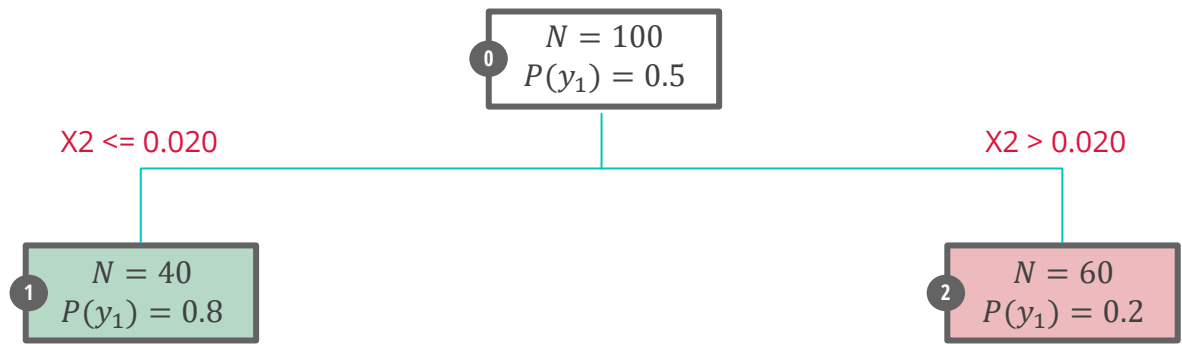 0
N = 100
P(y₁) = 0.5
X2 <= 0.020
X2 > 0.020
1
N = 40
P(y₁) = 0.8
2
N = 60
P(y₁) = 0.2